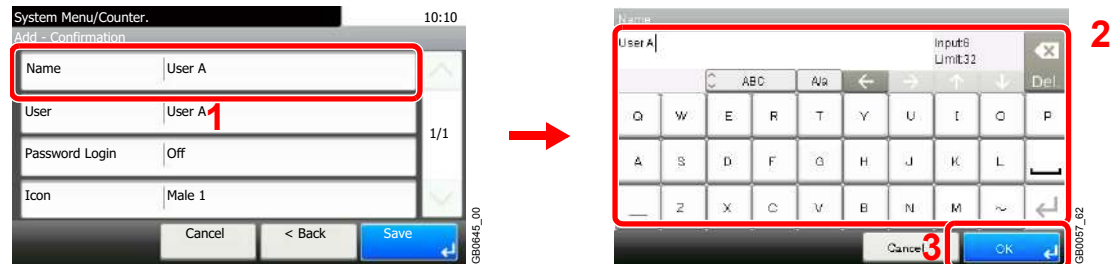 System Menu/Counter. 10:10
Add - Confirmation
Name User A
User User A
1
1/1
Password Login Off
Icon Male 1
Cancel < Back Save
GB0645_00
Name
2
User A Input:6
Limit:32
ABC A/a Del.
Q W E R T Y U I O P
A S D F G H J K L
_ Z X C V B N M ~
Cancel 3 OK
GB0057_62